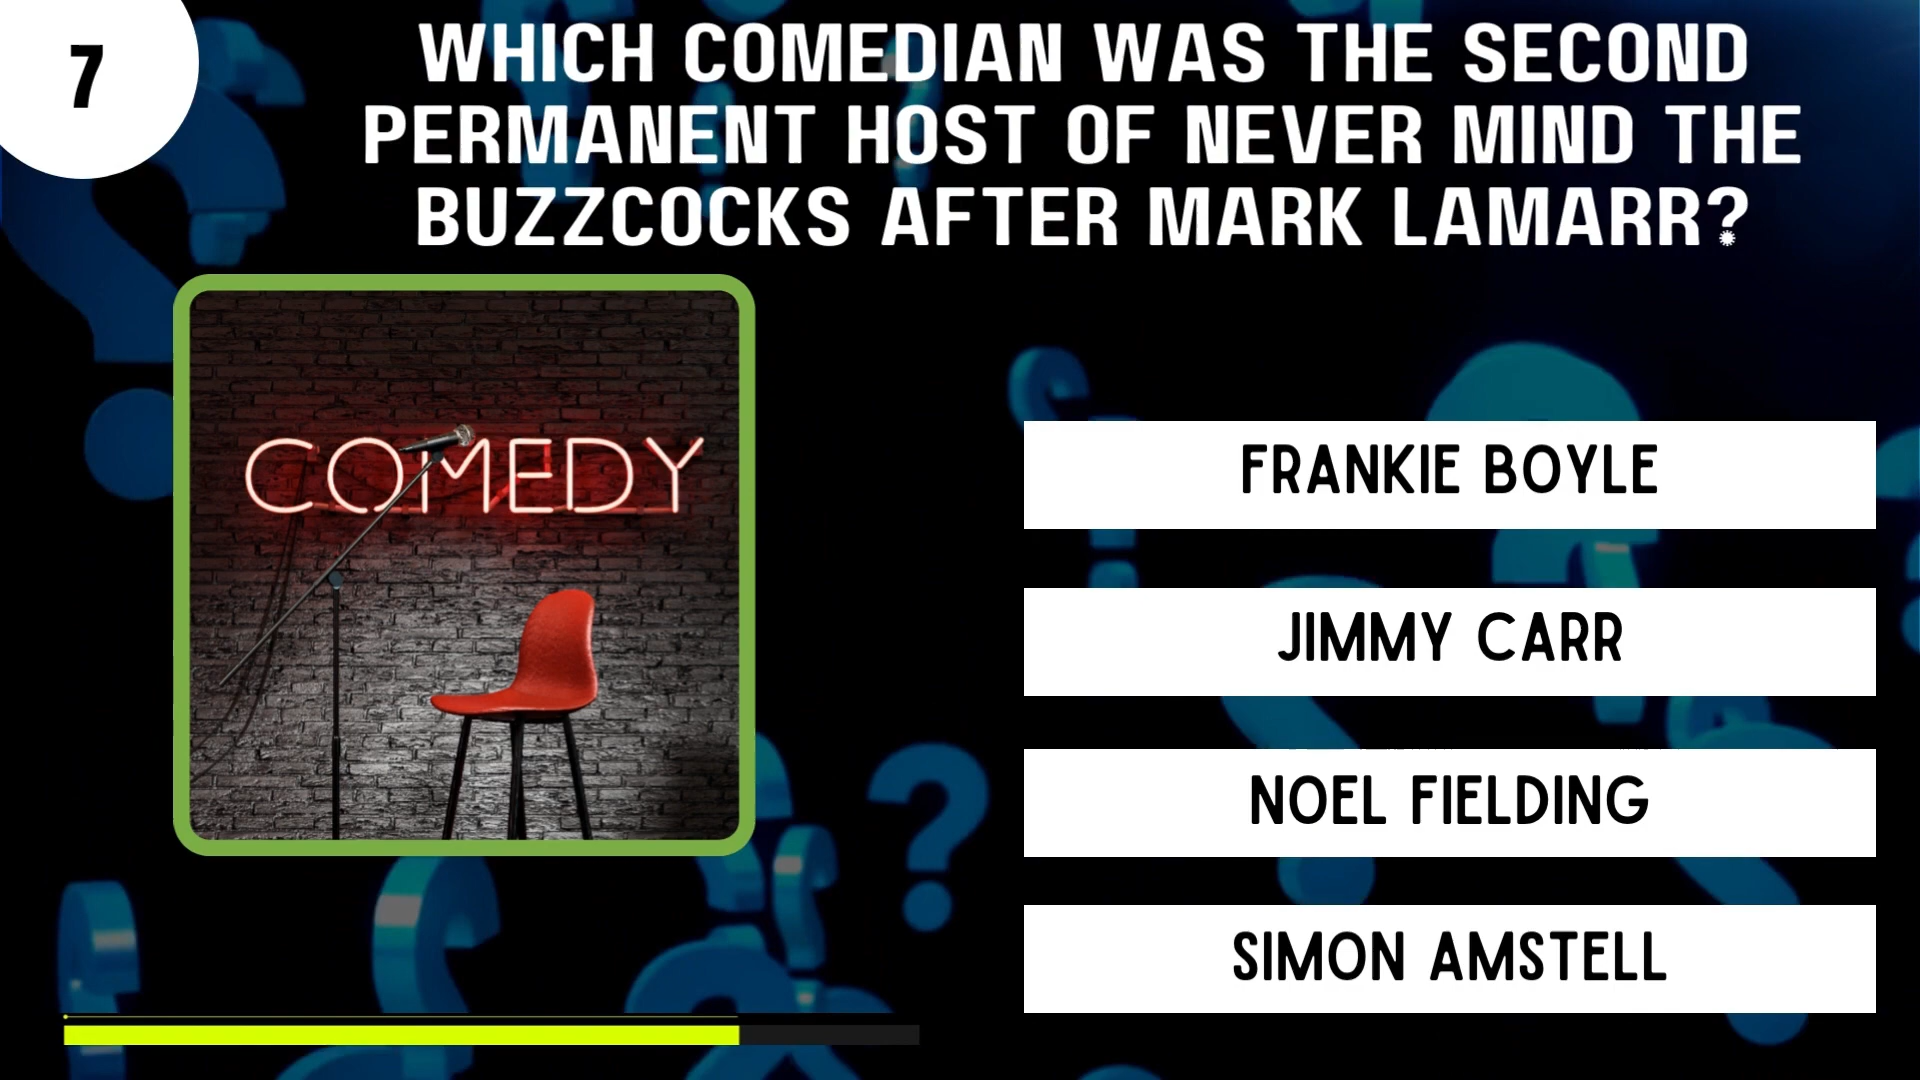 7
WHICH COMEDIAN WAS THE SECOND
PERMANENT HOST OF NEVER MIND THE
BUZZCOCKS AFTER MARK LAMARR?
COMEDY
FRANKIE BOYLE
JIMMY CARR
NOEL FIELDING
SIMON AMSTELL